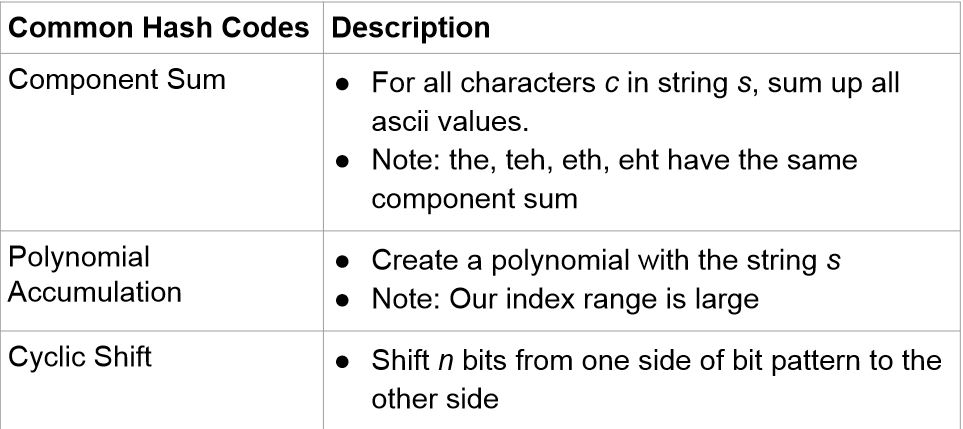 Common Hash Codes Description
Component Sum
● For all characters c in string s, sum up all
ascii values.
● Note: the, teh, eth, eht have the same
component sum
Polynomial
Accumulation
● Create a polynomial with the string s
● Note: Our index range is large
Cyclic Shift
● Shift n bits from one side of bit pattern to the
other side